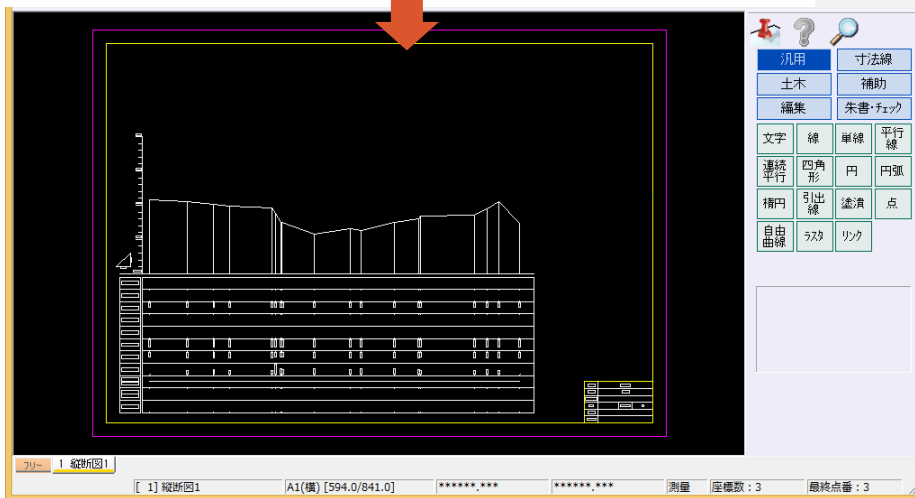 汎用 寸法線
土木 補助
編集 朱書・チェック
文字 線 単線 平行線
連続平行 四角形 円 円弧
楕円 引出線 塗潰 点
自由曲線 ラスタ リンク
フリー 1 縦断図1
[ 1] 縦断図1 A1(横) [594.0/841.0] ******.*** ******.*** 測量 座標数：3 最終点番：3